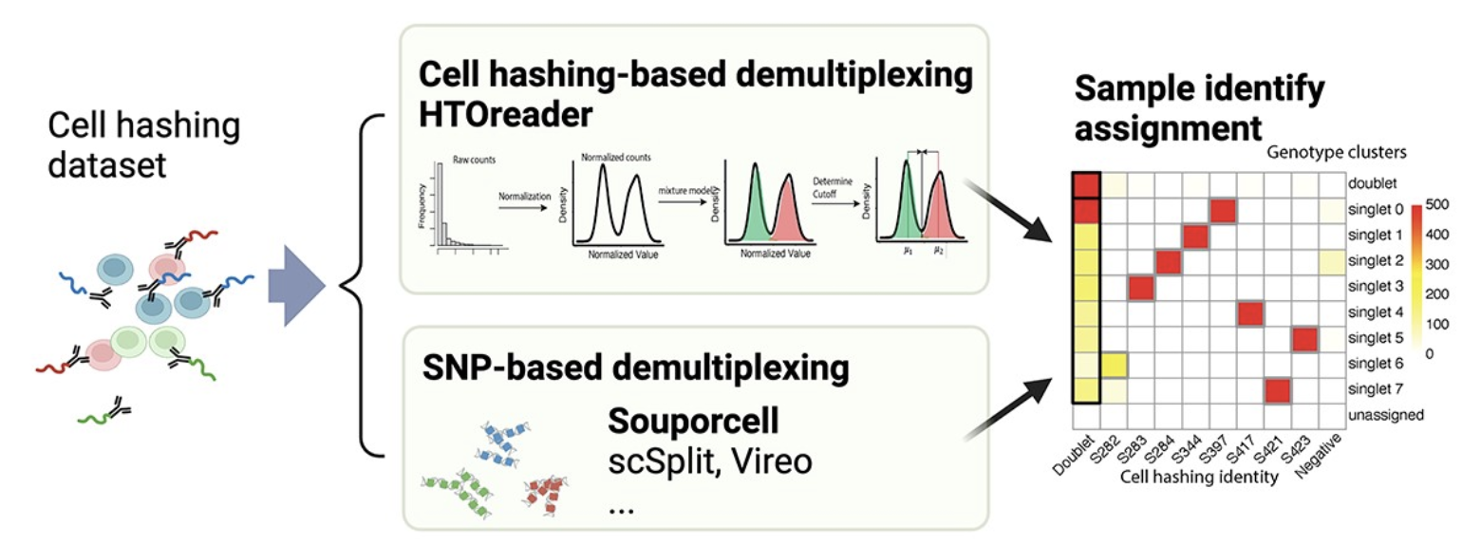 Cell hashing
dataset
Cell hashing-based demultiplexing
HTOreader
Raw counts
Frequency
Normalization
Normalized counts
Density
Normalized Value
mixture models
Density
Normalized Value
Determine
Cutoff
Density
μ1
μ2
SNP-based demultiplexing
Souporcell
scSplit, Vireo
...
Sample identify
assignment
Genotype clusters
doublet
singlet 0
singlet 1
singlet 2
singlet 3
singlet 4
singlet 5
singlet 6
singlet 7
unassigned
500
400
300
200
100
0
Doublet
S282
S283
S284
S344
S397
S417
S421
S423
Negative
Cell hashing identity